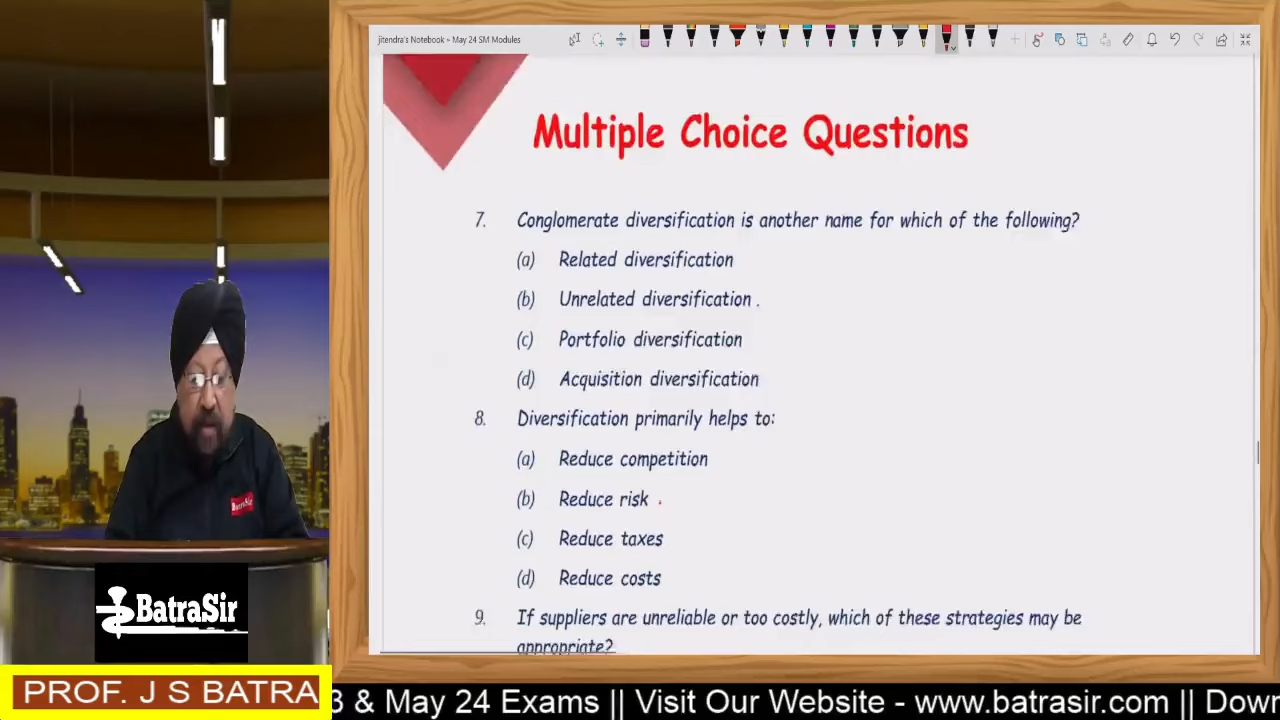 Jitendra's Notebook » May 24 SM Modules
Multiple Choice Questions
7. Conglomerate diversification is another name for which of the following?
(a) Related diversification
(b) Unrelated diversification .
(c) Portfolio diversification
(d) Acquisition diversification
8. Diversification primarily helps to:
(a) Reduce competition
(b) Reduce risk
(c) Reduce taxes
(d) Reduce costs
9. If suppliers are unreliable or too costly, which of these strategies may be
appropriate?
BatraSir
BatraSir
PROF. J S BATRA
3 & May 24 Exams || Visit Our Website - www.batrasir.com || Dow